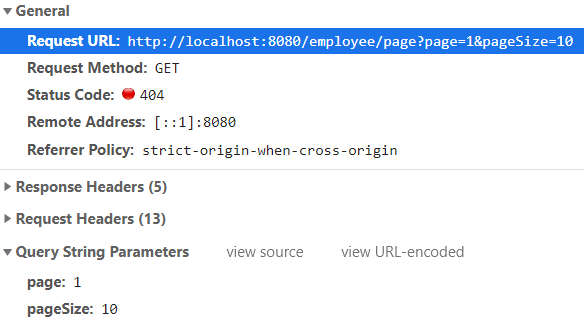 General
Request URL: http://localhost:8080/employee/page?page=1&pageSize=10
Request Method: GET
Status Code: 404
Remote Address: [::1]:8080
Referrer Policy: strict-origin-when-cross-origin
Response Headers (5)
Request Headers (13)
Query String Parameters view source view URL-encoded
page: 1
pageSize: 10